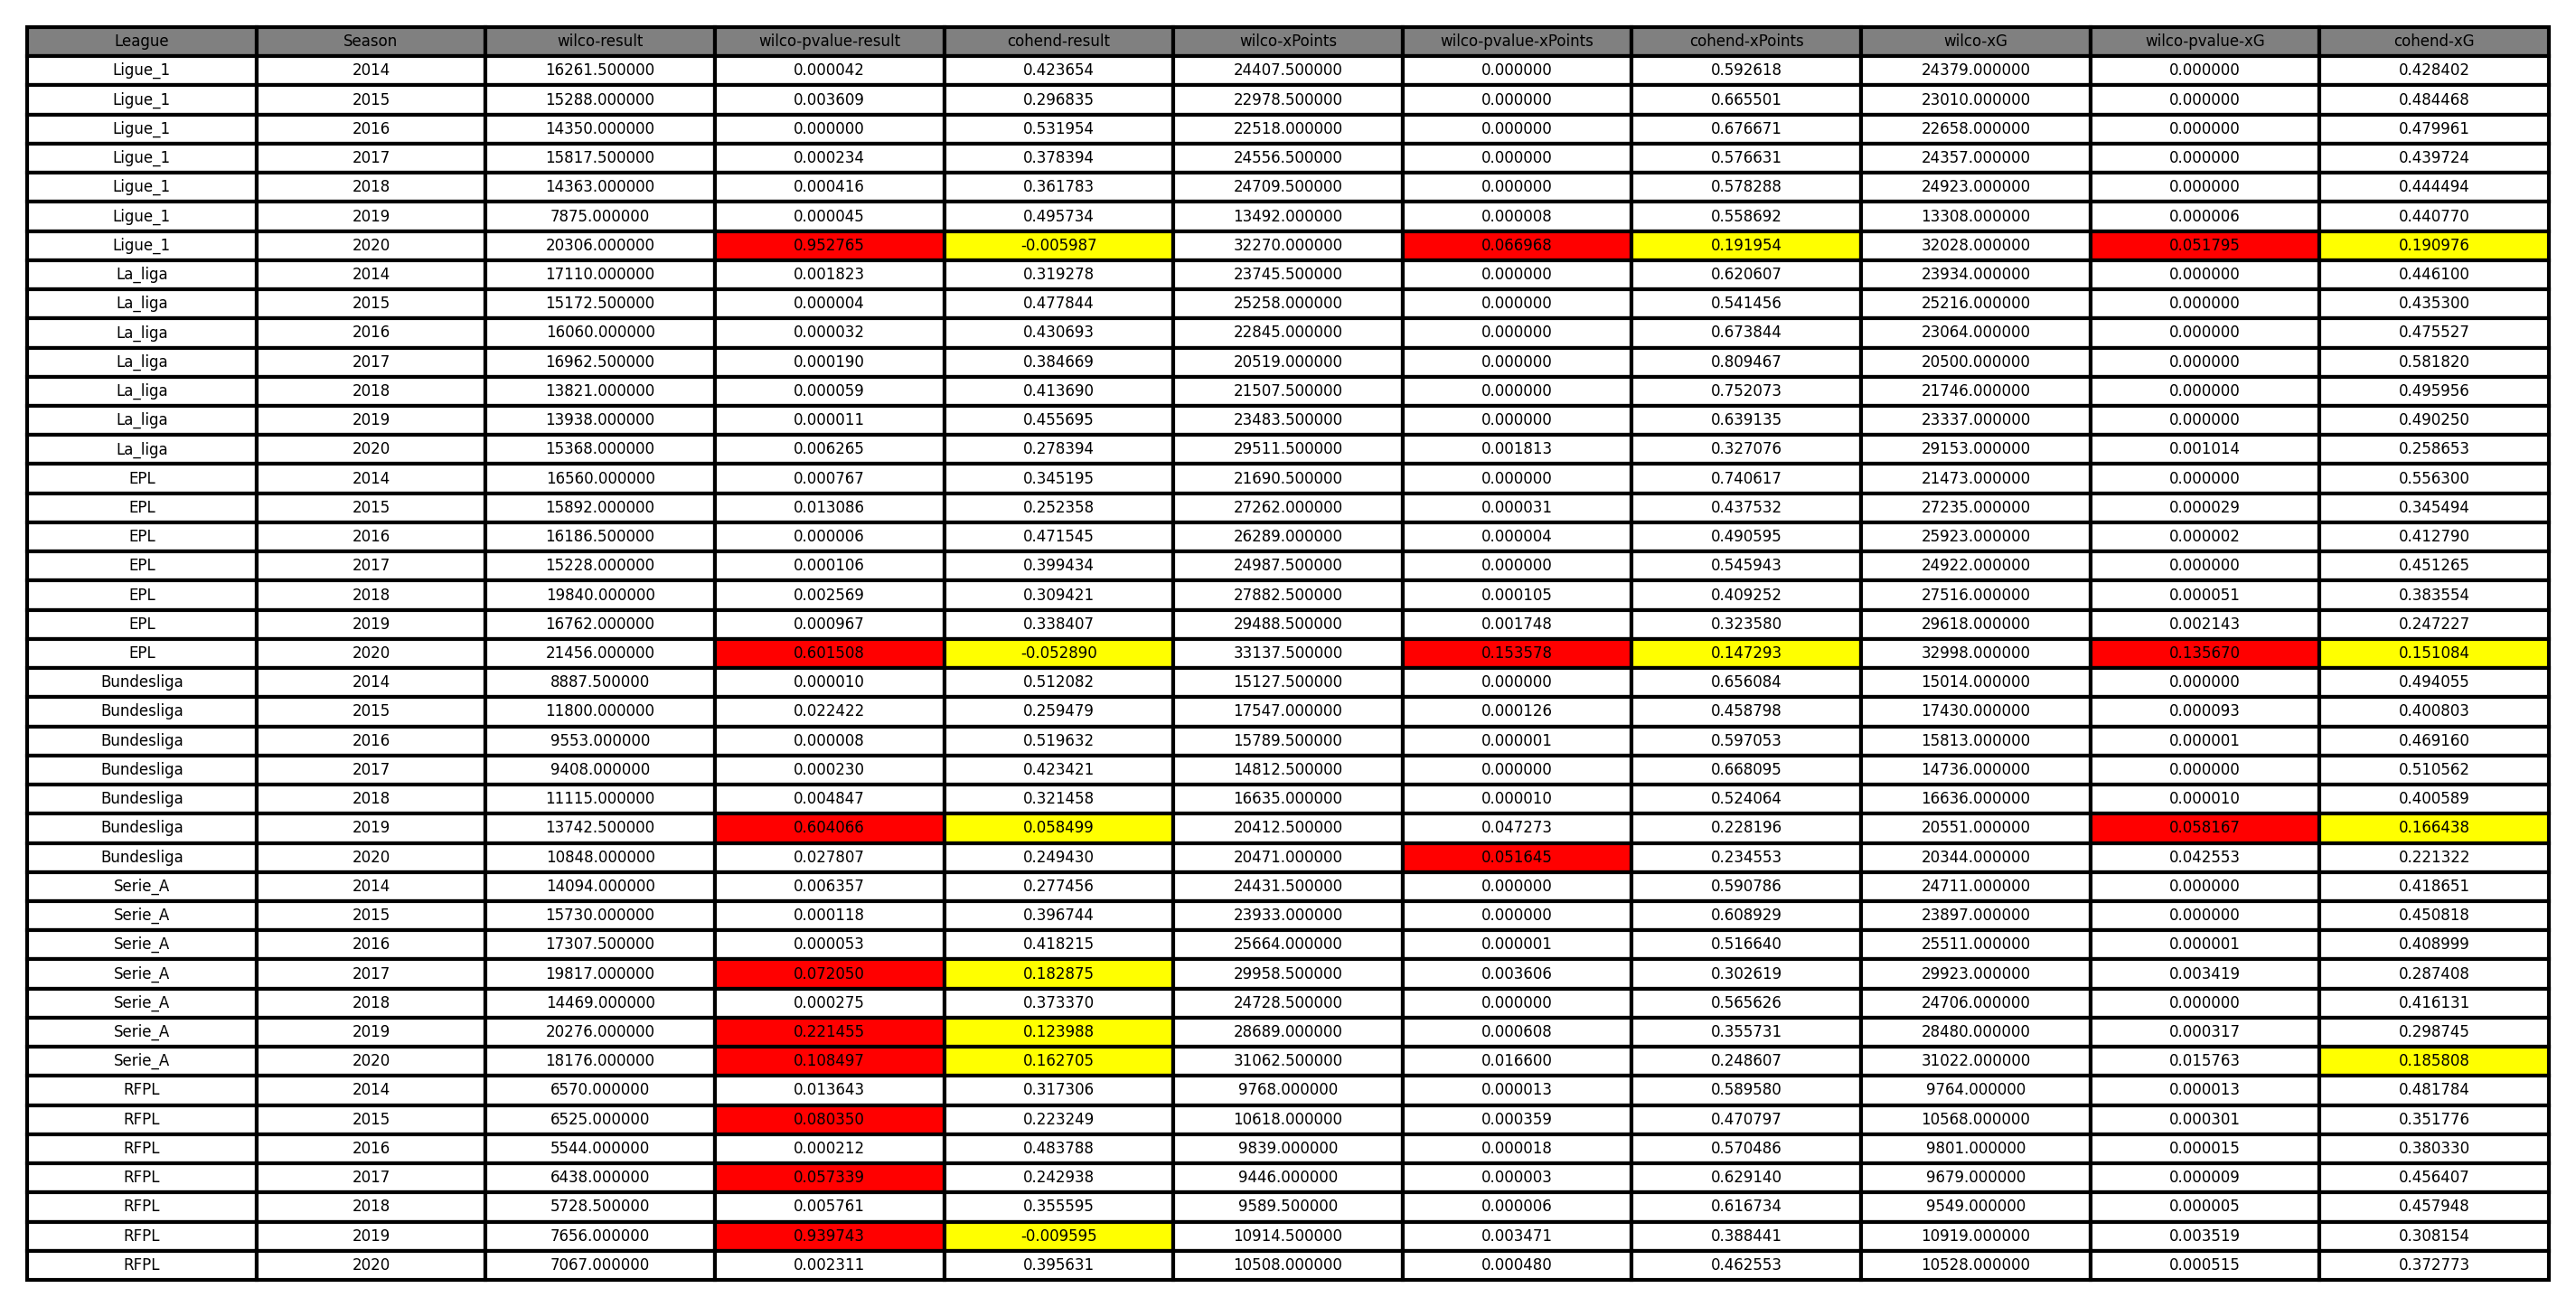 League Season wilco-result wilco-pvalue-result cohend-result wilco-xPoints wilco-pvalue-xPoints cohend-xPoints wilco-xG wilco-pvalue-xG cohend-xG
Ligue_1 2014 16261.500000 0.000042 0.423654 24407.500000 0.000000 0.592618 24379.000000 0.000000 0.428402
Ligue_1 2015 15288.000000 0.003609 0.296835 22978.500000 0.000000 0.665501 23010.000000 0.000000 0.484468
Ligue_1 2016 14350.000000 0.000000 0.531954 22518.000000 0.000000 0.676671 22658.000000 0.000000 0.479961
Ligue_1 2017 15817.500000 0.000234 0.378394 24556.500000 0.000000 0.576631 24357.000000 0.000000 0.439724
Ligue_1 2018 14363.000000 0.000416 0.361783 24709.500000 0.000000 0.578288 24923.000000 0.000000 0.444494
Ligue_1 2019 7875.000000 0.000045 0.495734 13492.000000 0.000008 0.558692 13308.000000 0.000006 0.440770
Ligue_1 2020 20306.000000 0.952765 -0.005987 32270.000000 0.066968 0.191954 32028.000000 0.051795 0.190976
La_liga 2014 17110.000000 0.001823 0.319278 23745.500000 0.000000 0.620607 23934.000000 0.000000 0.446100
La_liga 2015 15172.500000 0.000004 0.477844 25258.000000 0.000000 0.541456 25216.000000 0.000000 0.435300
La_liga 2016 16060.000000 0.000032 0.430693 22845.000000 0.000000 0.673844 23064.000000 0.000000 0.475527
La_liga 2017 16962.500000 0.000190 0.384669 20519.000000 0.000000 0.809467 20500.000000 0.000000 0.581820
La_liga 2018 13821.000000 0.000059 0.413690 21507.500000 0.000000 0.752073 21746.000000 0.000000 0.495956
La_liga 2019 13938.000000 0.000011 0.455695 23483.500000 0.000000 0.639135 23337.000000 0.000000 0.490250
La_liga 2020 15368.000000 0.006265 0.278394 29511.500000 0.001813 0.327076 29153.000000 0.001014 0.258653
EPL 2014 16560.000000 0.000767 0.345195 21690.500000 0.000000 0.740617 21473.000000 0.000000 0.556300
EPL 2015 15892.000000 0.013086 0.252358 27262.000000 0.000031 0.437532 27235.000000 0.000029 0.345494
EPL 2016 16186.500000 0.000006 0.471545 26289.000000 0.000004 0.490595 25923.000000 0.000002 0.412790
EPL 2017 15228.000000 0.000106 0.399434 24987.500000 0.000000 0.545943 24922.000000 0.000000 0.451265
EPL 2018 19840.000000 0.002569 0.309421 27882.500000 0.000105 0.409252 27516.000000 0.000051 0.383554
EPL 2019 16762.000000 0.000967 0.338407 29488.500000 0.001748 0.323580 29618.000000 0.002143 0.247227
EPL 2020 21456.000000 0.601508 -0.052890 33137.500000 0.153578 0.147293 32998.000000 0.135670 0.151084
Bundesliga 2014 8887.500000 0.000010 0.512082 15127.500000 0.000000 0.656084 15014.000000 0.000000 0.494055
Bundesliga 2015 11800.000000 0.022422 0.259479 17547.000000 0.000126 0.458798 17430.000000 0.000093 0.400803
Bundesliga 2016 9553.000000 0.000008 0.519632 15789.500000 0.000001 0.597053 15813.000000 0.000001 0.469160
Bundesliga 2017 9408.000000 0.000230 0.423421 14812.500000 0.000000 0.668095 14736.000000 0.000000 0.510562
Bundesliga 2018 11115.000000 0.004847 0.321458 16635.000000 0.000010 0.524064 16636.000000 0.000010 0.400589
Bundesliga 2019 13742.500000 0.604066 0.058499 20412.500000 0.047273 0.228196 20551.000000 0.058167 0.166438
Bundesliga 2020 10848.000000 0.027807 0.249430 20471.000000 0.051645 0.234553 20344.000000 0.042553 0.221322
Serie_A 2014 14094.000000 0.006357 0.277456 24431.500000 0.000000 0.590786 24711.000000 0.000000 0.418651
Serie_A 2015 15730.000000 0.000118 0.396744 23933.000000 0.000000 0.608929 23897.000000 0.000000 0.450818
Serie_A 2016 17307.500000 0.000053 0.418215 25664.000000 0.000001 0.516640 25511.000000 0.000001 0.408999
Serie_A 2017 19817.000000 0.072050 0.182875 29958.500000 0.003606 0.302619 29923.000000 0.003419 0.287408
Serie_A 2018 14469.000000 0.000275 0.373370 24728.500000 0.000000 0.565626 24706.000000 0.000000 0.416131
Serie_A 2019 20276.000000 0.221455 0.123988 28689.000000 0.000608 0.355731 28480.000000 0.000317 0.298745
Serie_A 2020 18176.000000 0.108497 0.162705 31062.500000 0.016600 0.248607 31022.000000 0.015763 0.185808
RFPL 2014 6570.000000 0.013643 0.317306 9768.000000 0.000013 0.589580 9764.000000 0.000013 0.481784
RFPL 2015 6525.000000 0.080350 0.223249 10618.000000 0.000359 0.470797 10568.000000 0.000301 0.351776
RFPL 2016 5544.000000 0.000212 0.483788 9839.000000 0.000018 0.570486 9801.000000 0.000015 0.380330
RFPL 2017 6438.000000 0.057339 0.242938 9446.000000 0.000003 0.629140 9679.000000 0.000009 0.456407
RFPL 2018 5728.500000 0.005761 0.355595 9589.500000 0.000006 0.616734 9549.000000 0.000005 0.457948
RFPL 2019 7656.000000 0.939743 -0.009595 10914.500000 0.003471 0.388441 10919.000000 0.003519 0.308154
RFPL 2020 7067.000000 0.002311 0.395631 10508.000000 0.000480 0.462553 10528.000000 0.000515 0.372773